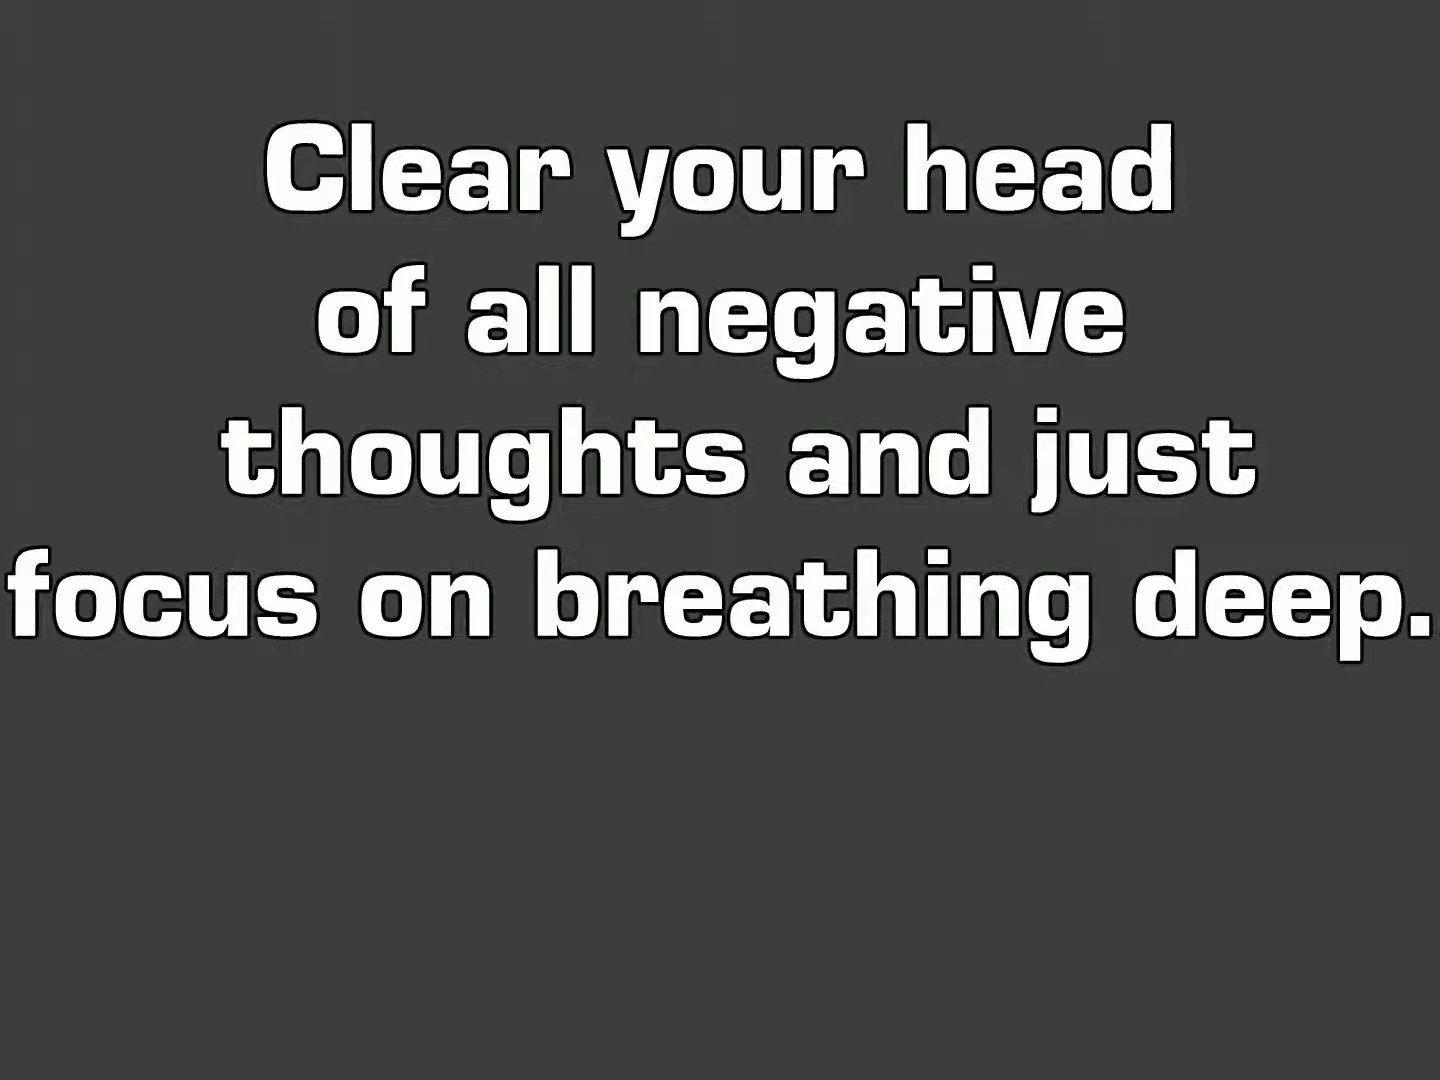 Clear your head
of all negative
thoughts and just
focus on breathing deep.